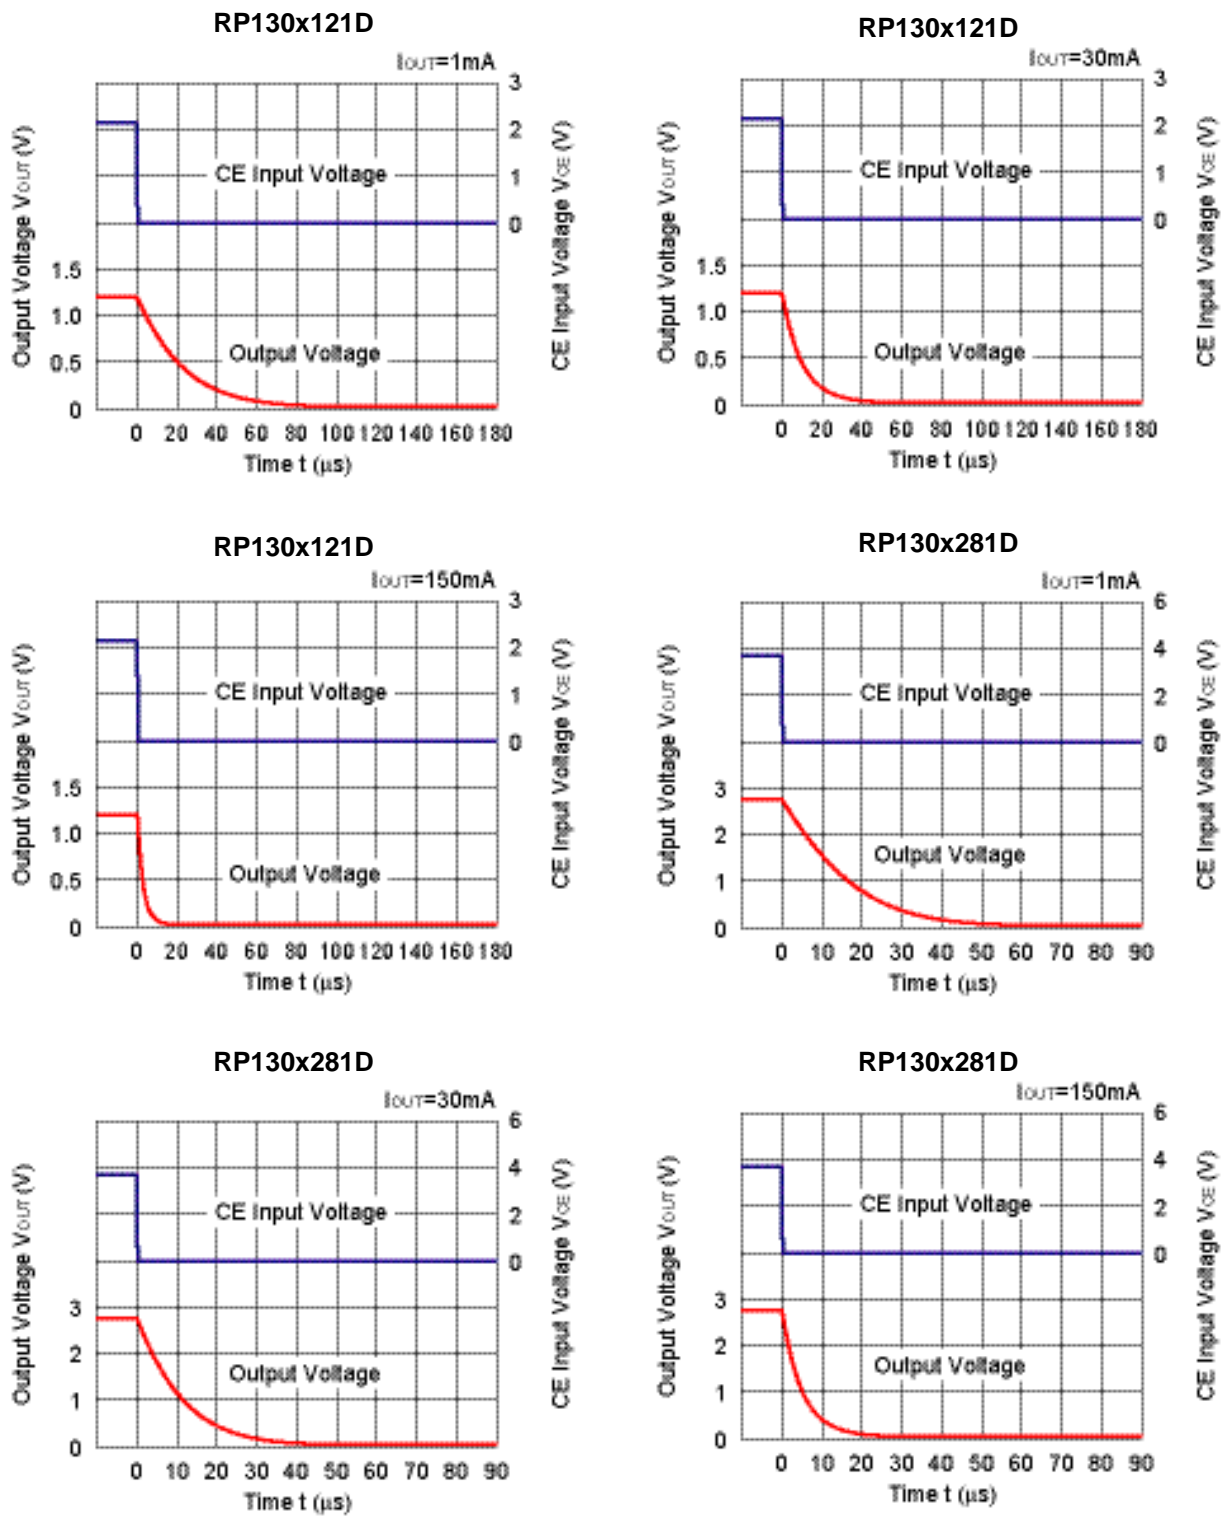 RP130x121D
IOUT=1mA
Output Voltage VOUT (V)
1.5
1.0
0.5
0
3
2
1
0
CE Input Voltage VCE (V)
CE Input Voltage
Output Voltage
0 20 40 60 80 100 120 140 160 180
Time t (μs)
RP130x121D
IOUT=30mA
Output Voltage VOUT (V)
1.5
1.0
0.5
0
3
2
1
0
CE Input Voltage VCE (V)
CE Input Voltage
Output Voltage
0 20 40 60 80 100 120 140 160 180
Time t (μs)
RP130x121D
IOUT=150mA
Output Voltage VOUT (V)
1.5
1.0
0.5
0
3
2
1
0
CE Input Voltage VCE (V)
CE Input Voltage
Output Voltage
0 20 40 60 80 100 120 140 160 180
Time t (μs)
RP130x281D
IOUT=1mA
Output Voltage VOUT (V)
3
2
1
0
6
4
2
0
CE Input Voltage VCE (V)
CE Input Voltage
Output Voltage
0 10 20 30 40 50 60 70 80 90
Time t (μs)
RP130x281D
IOUT=30mA
Output Voltage VOUT (V)
3
2
1
0
6
4
2
0
CE Input Voltage VCE (V)
CE Input Voltage
Output Voltage
0 10 20 30 40 50 60 70 80 90
Time t (μs)
RP130x281D
IOUT=150mA
Output Voltage VOUT (V)
3
2
1
0
6
4
2
0
CE Input Voltage VCE (V)
CE Input Voltage
Output Voltage
0 10 20 30 40 50 60 70 80 90
Time t (μs)